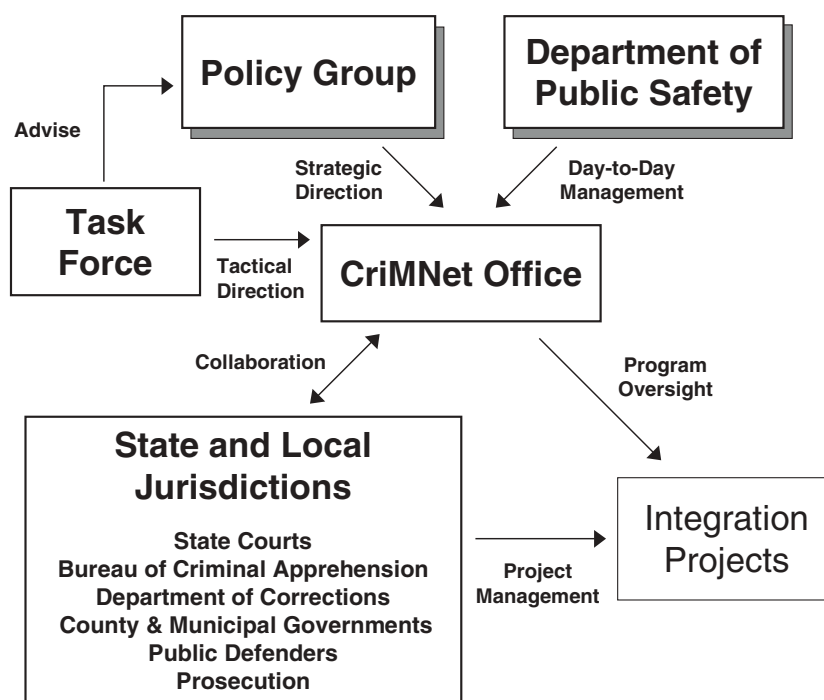 Policy Group
Department of
Public Safety
Advise
Strategic
Direction
Day-to-Day
Management
Task
Force
Tactical
Direction
CriMNet Office
Collaboration
Program
Oversight
State and Local
Jurisdictions
State Courts
Bureau of Criminal Apprehension
Department of Corrections
County & Municipal Governments
Public Defenders
Prosecution
Project
Management
Integration
Projects